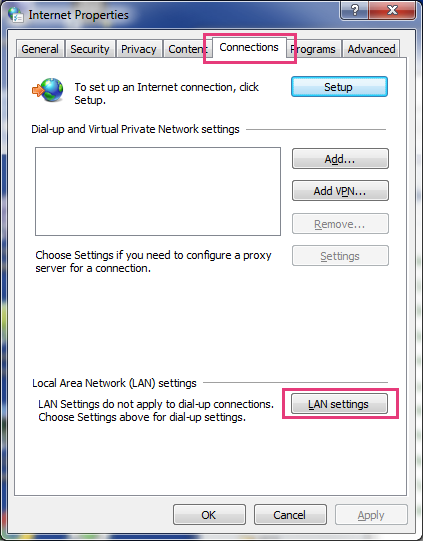 Internet Properties
General Security Privacy Content Connections Programs Advanced
To set up an Internet connection, click
Setup.
Setup
Dial-up and Virtual Private Network settings
Add...
Add VPN...
Remove...
Choose Settings if you need to configure a proxy
server for a connection.
Settings
Local Area Network (LAN) settings
LAN Settings do not apply to dial-up connections.
Choose Settings above for dial-up settings.
LAN settings
OK Cancel Apply